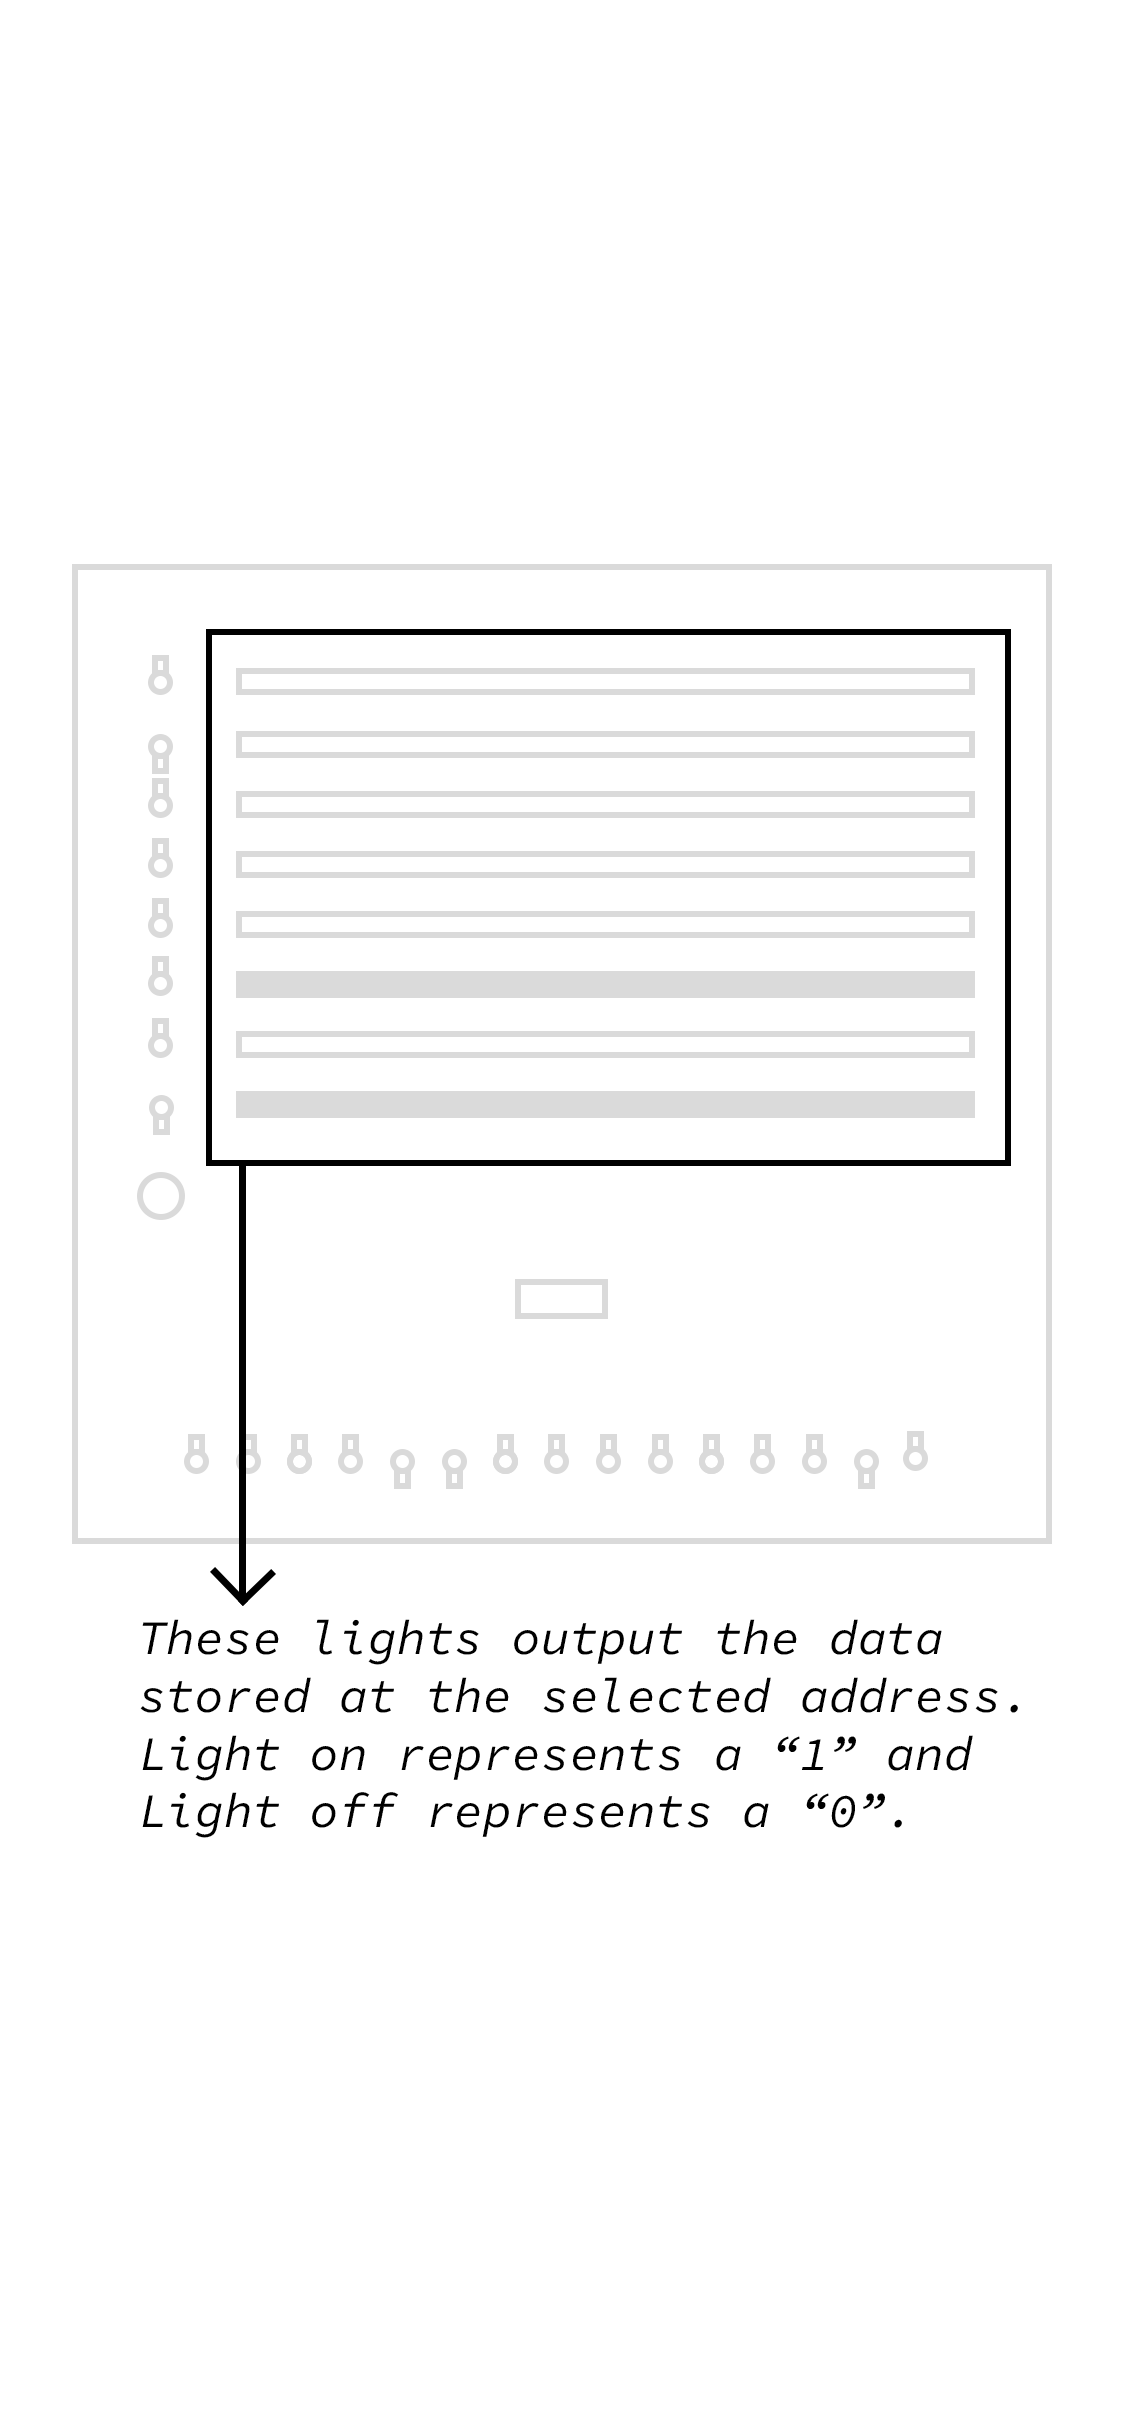 These lights output the data
stored at the selected address.
Light on represents a “1” and
Light off represents a “0”.